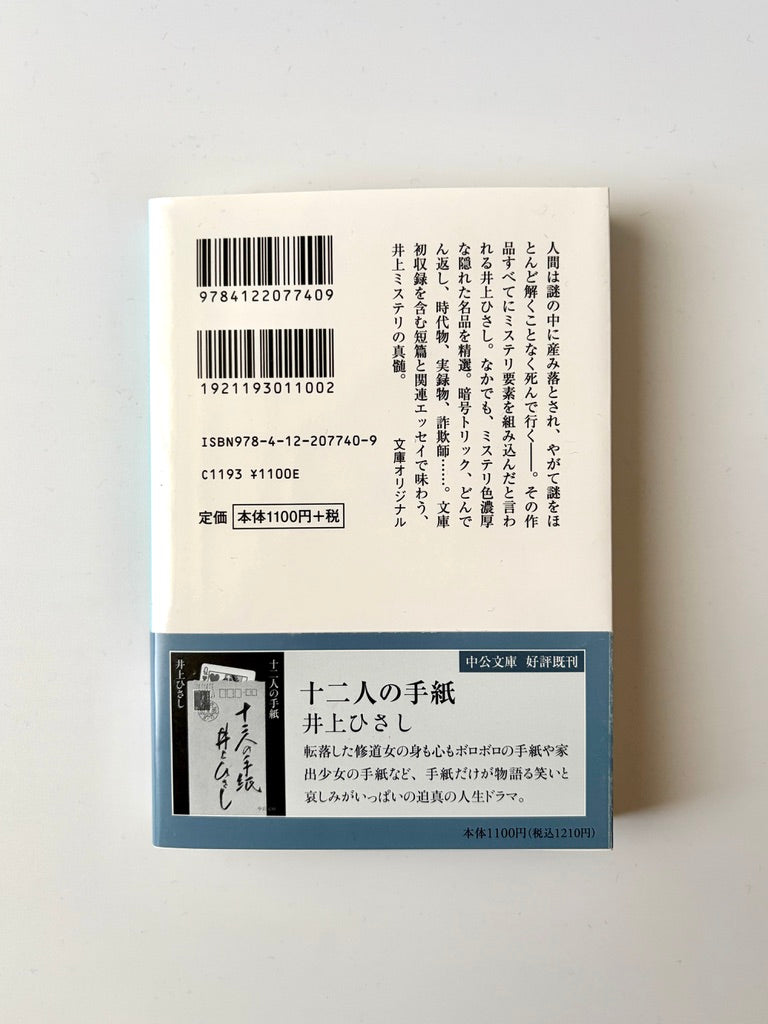 9784122077409
1921193011002
ISBN978-4-12-207740-9
C1193 ¥1100E
定価 本体1100円+税
人間は謎の中に産み落とされ、やがて謎をほ
とんど解くことなく死んで行く――。その作
品すべてにミステリ要素を組み込んだと言わ
れる井上ひさし。なかでも、ミステリ色濃厚
な隠れた名品を精選。暗号トリック、どんで
ん返し、時代物、実録物、詐欺師……。文庫
初収録を含む短篇と関連エッセイで味わう、
井上ミステリの真髄。
文庫オリジナル
中公文庫 好評既刊
十二人の手紙
井上ひさし
十二人の手紙
井上ひさし
十二人の手紙
井上ひさし
転落した修道女の身も心もボロボロの手紙や家
出少女の手紙など、手紙だけが物語る笑いと
哀しみがいっぱいの迫真の人生ドラマ。
本体1100円(税込1210円)